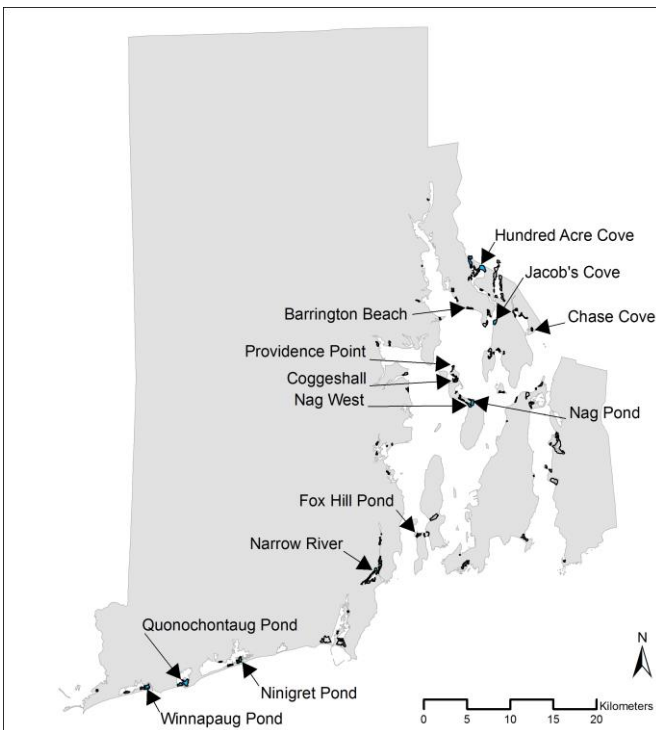 Hundred Acre Cove
Jacob's Cove
Barrington Beach
Chase Cove
Providence Point
Coggeshall
Nag West
Nag Pond
Fox Hill Pond
Narrow River
Quonochontaug Pond
Ninigret Pond
Winnapaug Pond
N
Kilometers
0 5 10 15 20